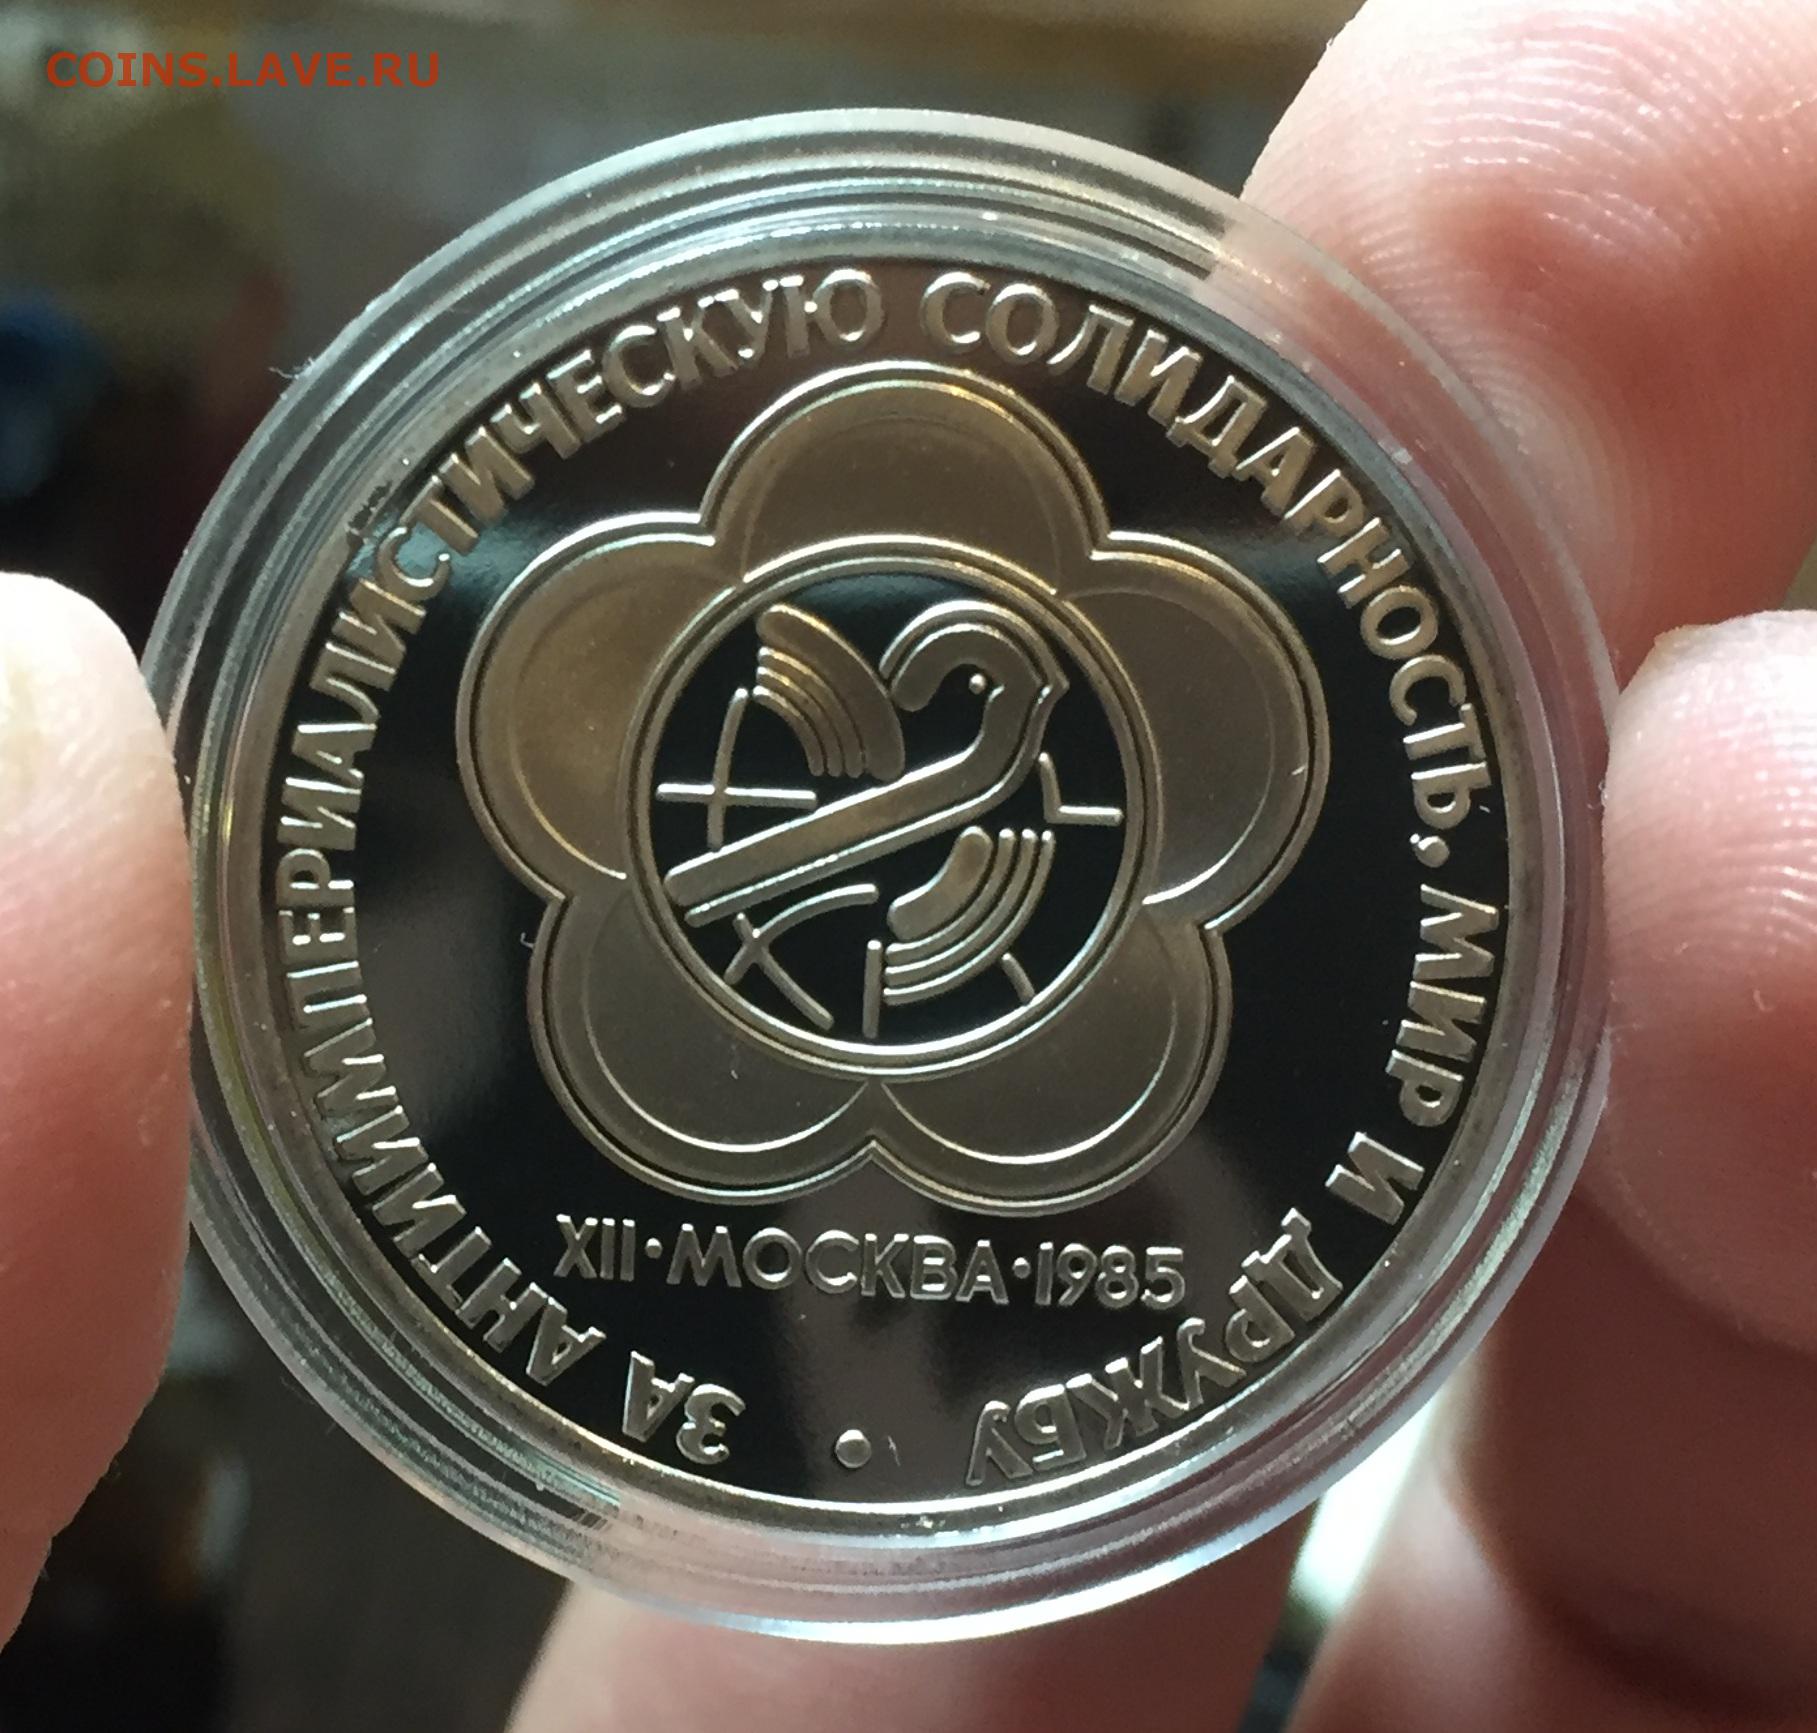 COINS.LAVE.RU
ЗА АНТИИМПЕРИАЛИСТИЧЕСКУЮ СОЛИДАРНОСТЬ, МИР И ДРУЖБУ •
XII•МОСКВА•1985